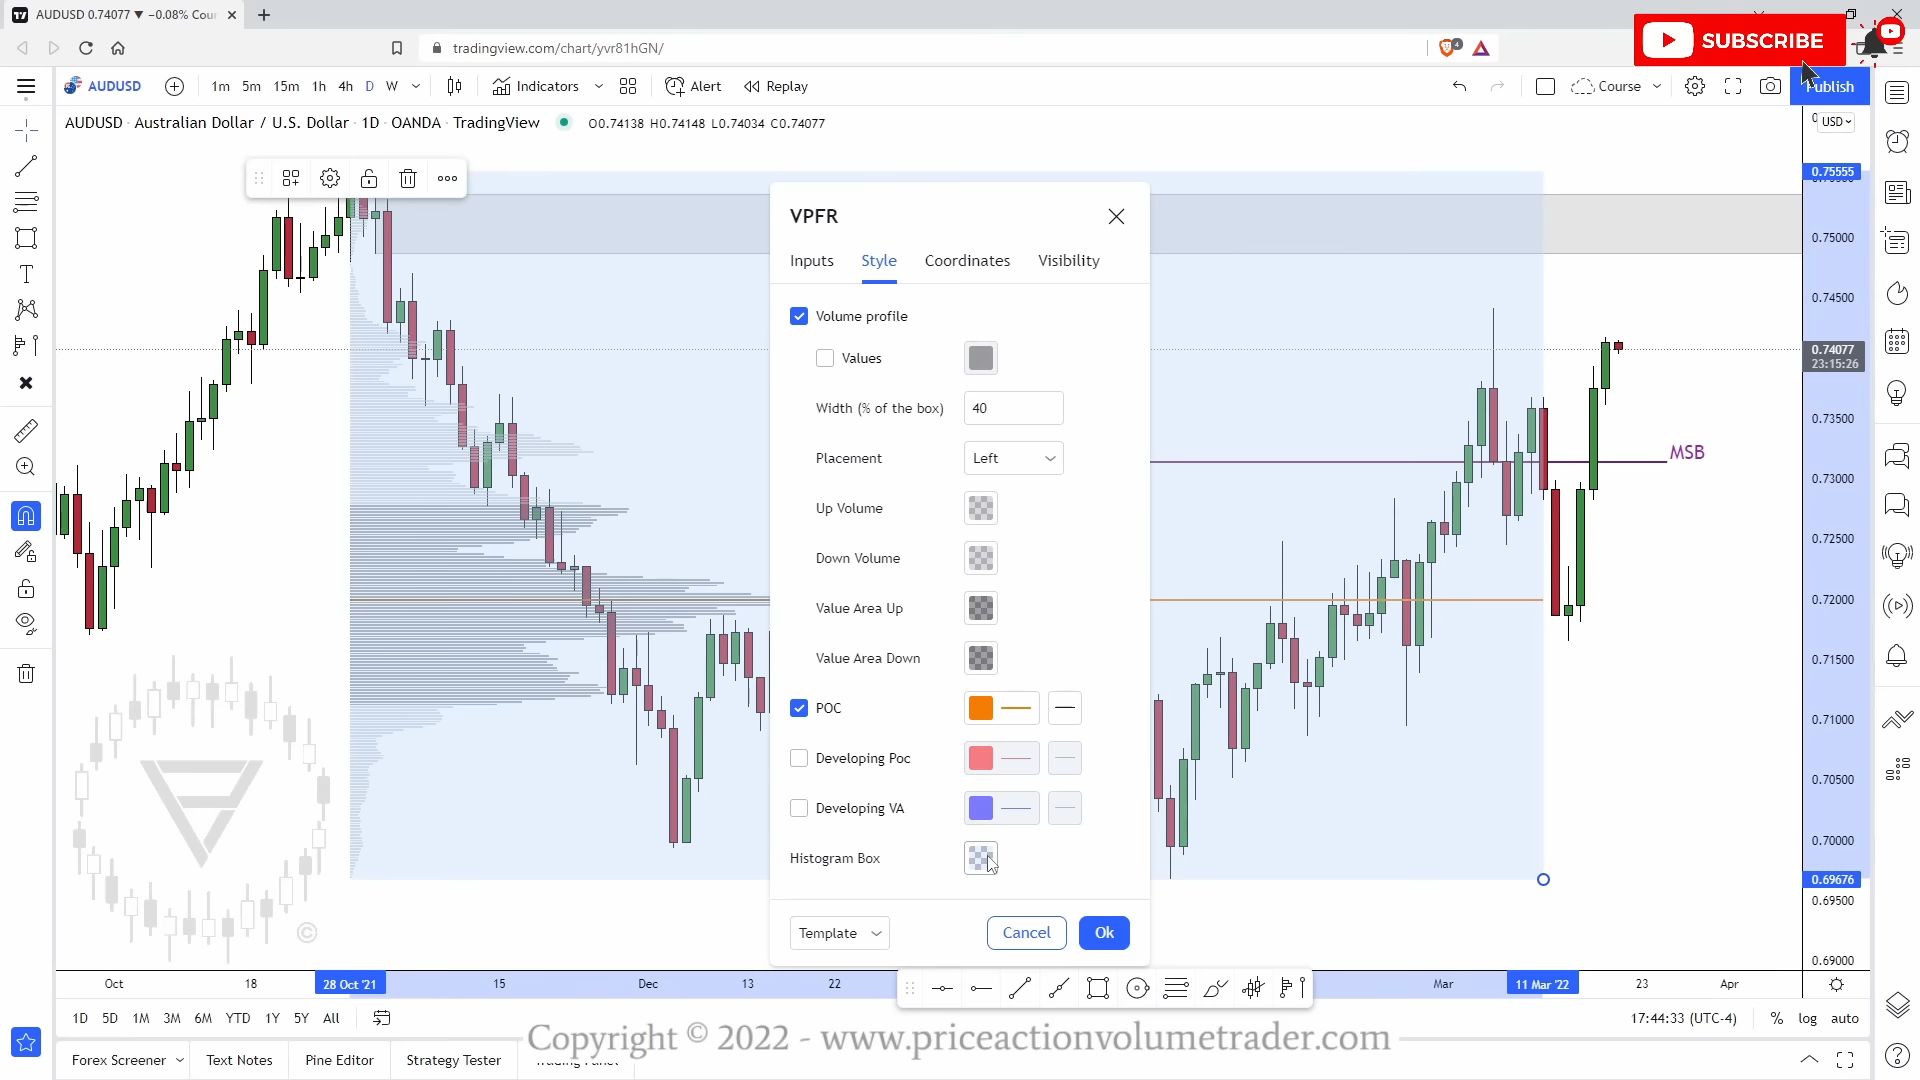 AUDUSD 0.74077 ▼ −0.08% Cou
tradingview.com/chart/yvr81hGN/
4
SUBSCRIBE
AUDUSD 1m 5m 15m 1h 4h D W Indicators Alert Replay Course Publish
AUDUSD · Australian Dollar / U.S. Dollar · 1D · OANDA · TradingView O0.74138 H0.74148 L0.74034 C0.74077
USD
0.75555
0.75000
0.74500
0.74077
23:15:26
0.73500
0.73000
0.72500
0.72000
0.71500
0.71000
0.70500
0.70000
0.69676
0.69500
0.69000
MSB
VPFR
Inputs Style Coordinates Visibility
Volume profile
Values
Width (% of the box) 40
Placement Left
Up Volume
Down Volume
Value Area Up
Value Area Down
POC
Developing Poc
Developing VA
Histogram Box
Template Cancel Ok
©
Oct 18 28 Oct '21 15 Dec 13 22 Mar 11 Mar '22 23 Apr
1D 5D 1M 3M 6M YTD 1Y 5Y All 17:44:33 (UTC-4) % log auto
Copyright © 2022 - www.priceactionvolumetrader.com
Forex Screener Text Notes Pine Editor Strategy Tester Trading Panel